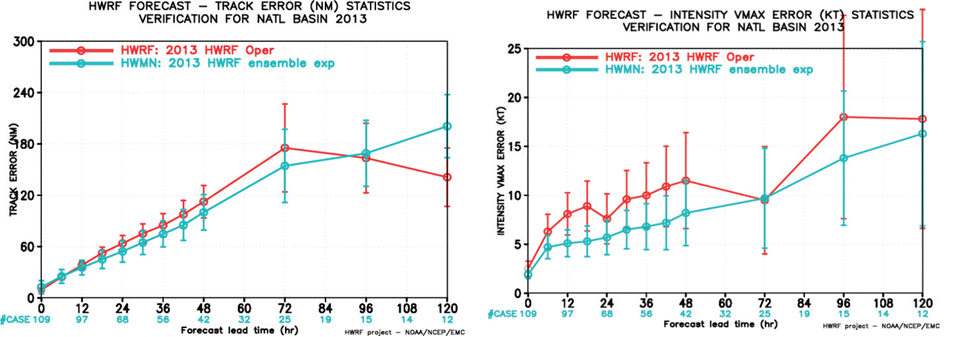 HWRF FORECAST – TRACK ERROR (NM) STATISTICS
VERIFICATION FOR NATL BASIN 2013
HWRF: 2013 HWRF Oper
HWMN: 2013 HWRF ensemble exp
TRACK ERROR (NM)
300
240
180
120
60
0
0 12 24 36 48 60 72 84 96 108 120
#CASE 109 97 68 56 42 32 25 19 15 14 12
Forecast lead time (hr)
HWRF project – NOAA/NCEP/EMC
HWRF FORECAST – INTENSITY VMAX ERROR (KT) STATISTICS
VERIFICATION FOR NATL BASIN 2013
HWRF: 2013 HWRF Oper
HWMN: 2013 HWRF ensemble exp
INTENSITY VMAX ERROR (KT)
25
20
15
10
5
0
0 12 24 36 48 60 72 84 96 108 120
#CASE 109 97 68 56 42 32 25 19 15 14 12
Forecast lead time (hr)
HWRF project – NOAA/NCEP/EMC